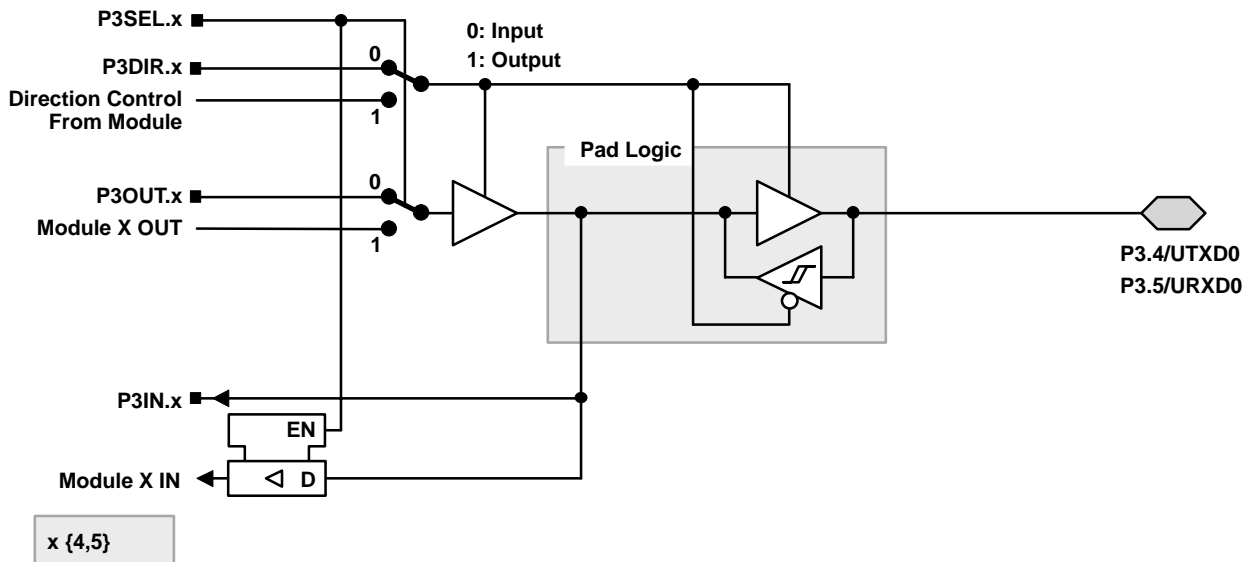 P3SEL.x
0: Input
1: Output
0
P3DIR.x
Direction Control
From Module
1
Pad Logic
0
P3OUT.x
Module X OUT
1
P3.4/UTXD0
P3.5/URXD0
P3IN.x
EN
Module X IN
D
x {4,5}